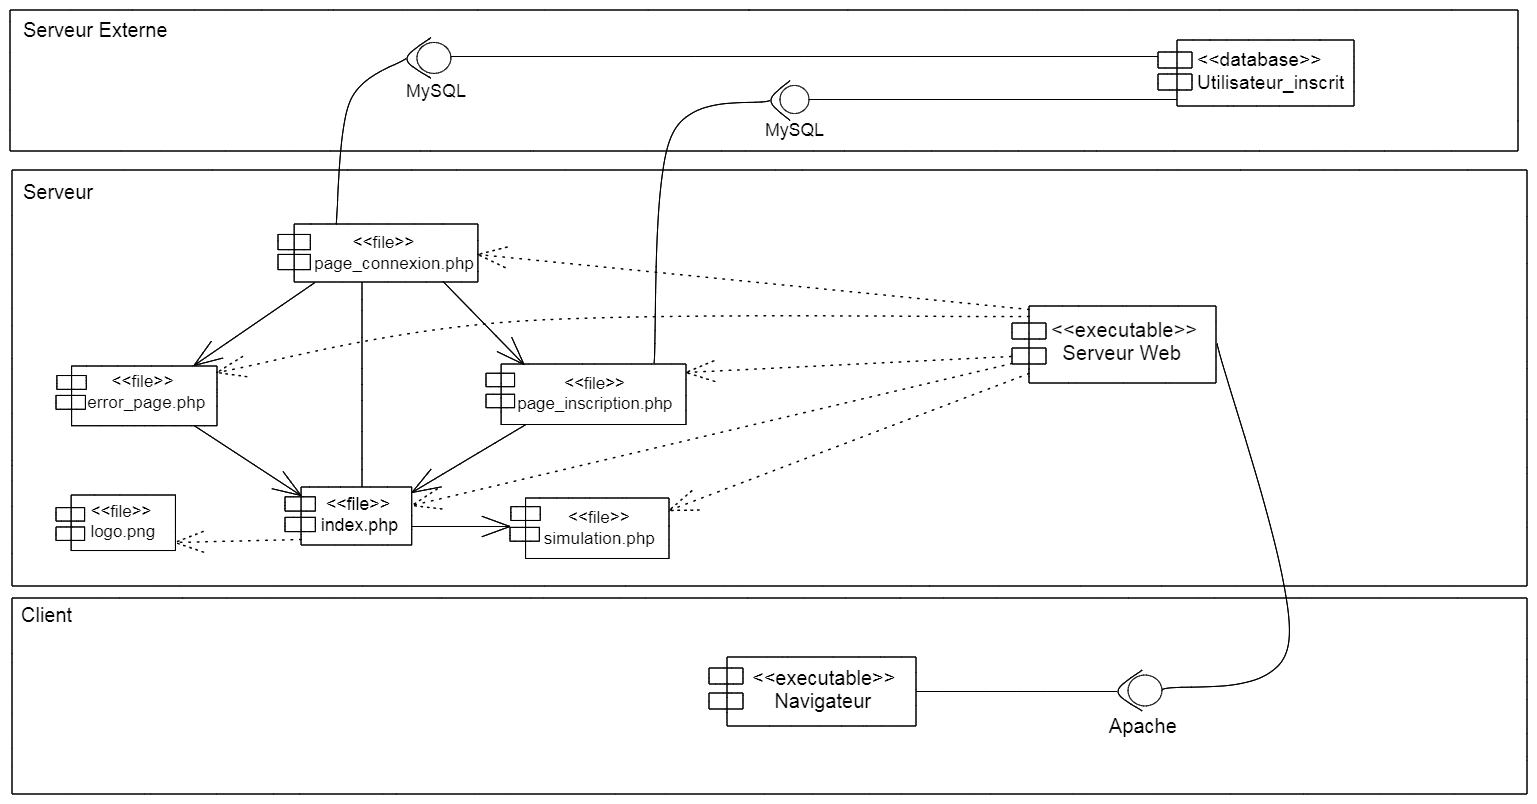 Serveur Externe
MySQL
MySQL
<<database>>
Utilisateur_inscrit
Serveur
<<file>>
page_connexion.php
<<executable>>
Serveur Web
<<file>>
error_page.php
<<file>>
page_inscription.php
<<file>>
logo.png
<<file>>
index.php
<<file>>
simulation.php
Client
<<executable>>
Navigateur
Apache